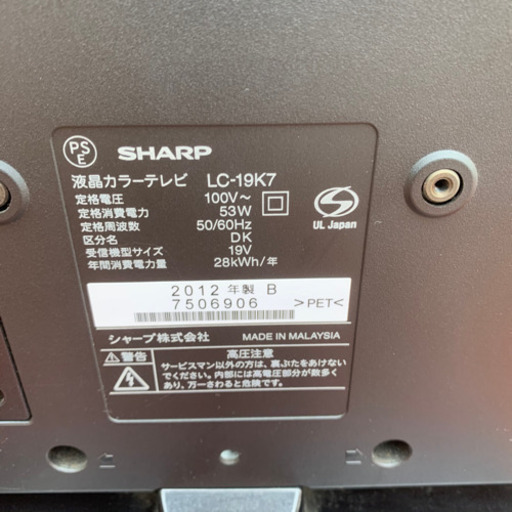 PS
E
SHARP
液晶カラーテレビ LC-19K7
定格電圧 100V～
定格消費電力 53W
定格周波数 50/60Hz
区分名 DK
受信機型サイズ 19V
年間消費電力量 28kWh/年
S
UL Japan
2012 年製 B
7506906
>PET<
シャープ株式会社 MADE IN MALAYSIA
警告 高圧注意
サービスマン以外の方は、裏ぶたをあけない
でください。内部には高電圧部分が数多く
あり、万一さわると危険です。